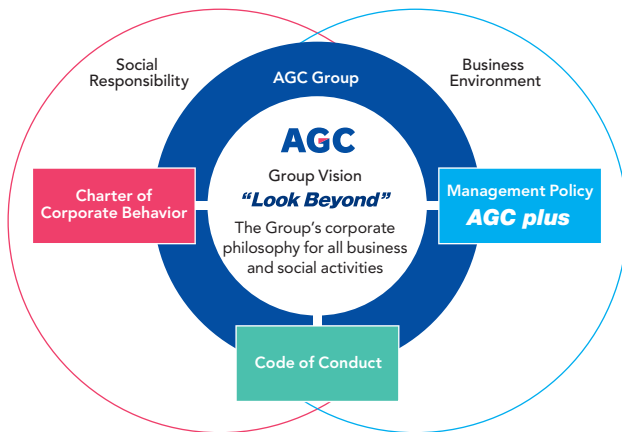 Social
Responsibility
AGC Group
Business
Environment
AGC
Group Vision
“Look Beyond”
The Group’s corporate
philosophy for all business
and social activities
Charter of
Corporate Behavior
Management Policy
AGC plus
Code of Conduct